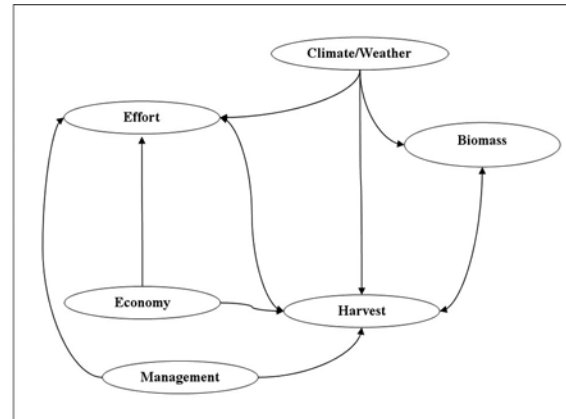 Climate/Weather
Effort
Biomass
Economy
Harvest
Management